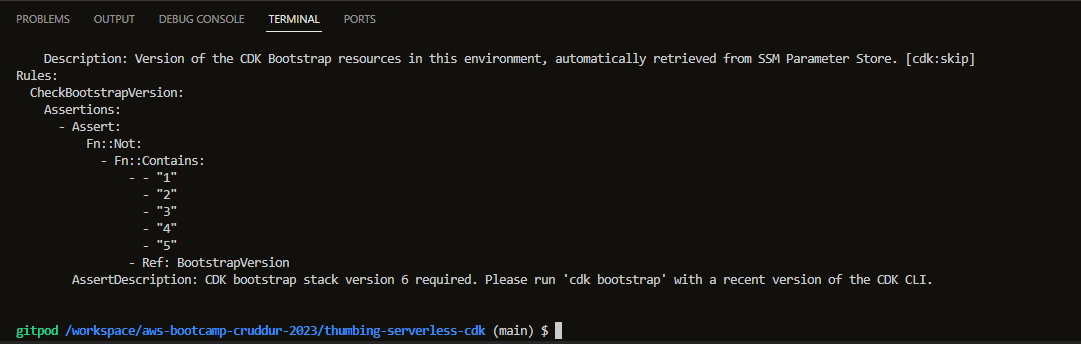 PROBLEMS OUTPUT DEBUG CONSOLE TERMINAL PORTS
Description: Version of the CDK Bootstrap resources in this environment, automatically retrieved from SSM Parameter Store. [cdk:skip]
Rules:
CheckBootstrapVersion:
Assertions:
- Assert:
Fn::Not:
- Fn::Contains:
- - "1"
- "2"
- "3"
- "4"
- "5"
- Ref: BootstrapVersion
AssertDescription: CDK bootstrap stack version 6 required. Please run 'cdk bootstrap' with a recent version of the CDK CLI.
gitpod /workspace/aws-bootcamp-cruddur-2023/thumbing-serverless-cdk (main) $